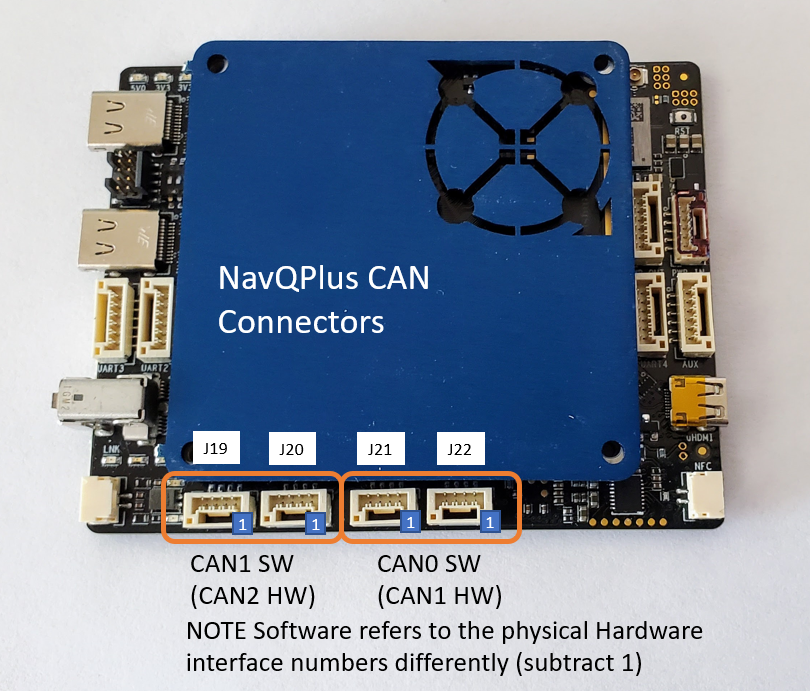 5V0 3V3
RST
NavQPlus CAN
Connectors
UART3 UART2
UART4 AUX
LNK
uHDMI
NFC
J19 J20 J21 J22
1 1 1 1
CAN1 SW
(CAN2 HW)
CAN0 SW
(CAN1 HW)
NOTE Software refers to the physical Hardware
interface numbers differently (subtract 1)